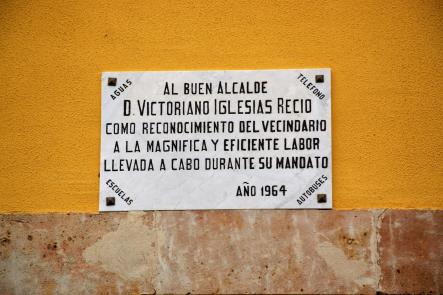 AGUAS
TELEFONO
AL BUEN ALCALDE
D. VICTORIANO IGLESIAS RECIO
COMO RECONOCIMIENTO DEL VECINDARIO
A LA MAGNIFICA Y EFICIENTE LABOR
LLEVADA A CABO DURANTE SU MANDATO
AÑO 1964
ESCUELAS
AUTOBUSES